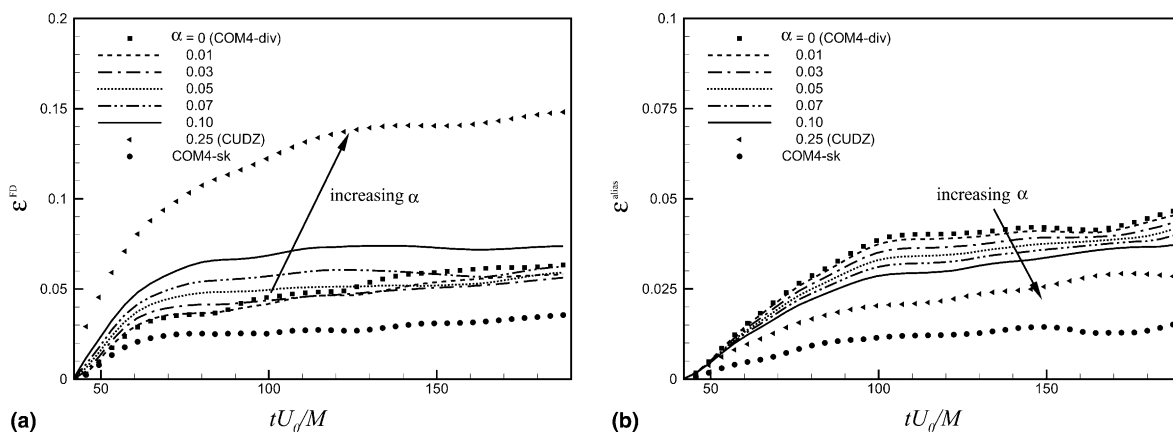 0.2
α = 0 (COM4-div)
0.01
0.03
0.05
0.07
0.10
0.25 (CUDZ)
COM4-sk
increasing α
0.15
0.1
0.05
0
ε^FD
50
100
150
tU₀/M
(a)
0.1
α = 0 (COM4-div)
0.01
0.03
0.05
0.07
0.10
0.25 (CUDZ)
COM4-sk
increasing α
0.075
0.05
0.025
0
ε^alias
50
100
150
tU₀/M
(b)